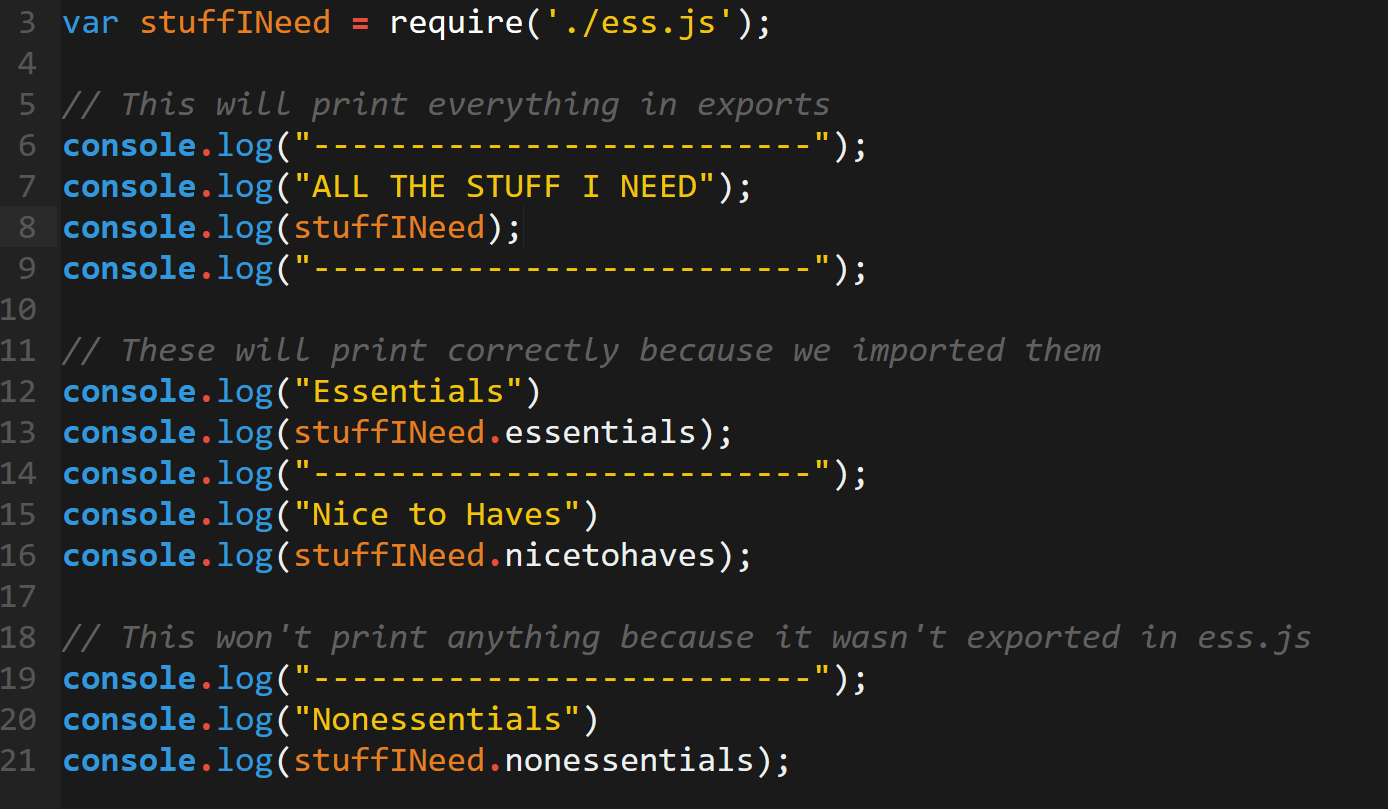 3 var stuffINeed = require('./ess.js');
4
5 // This will print everything in exports
6 console.log("--------------------------");
7 console.log("ALL THE STUFF I NEED");
8 console.log(stuffINeed);
9 console.log("--------------------------");
10
11 // These will print correctly because we imported them
12 console.log("Essentials")
13 console.log(stuffINeed.essentials);
14 console.log("--------------------------");
15 console.log("Nice to Haves")
16 console.log(stuffINeed.nicetohaves);
17
18 // This won't print anything because it wasn't exported in ess.js
19 console.log("--------------------------");
20 console.log("Nonessentials")
21 console.log(stuffINeed.nonessentials);